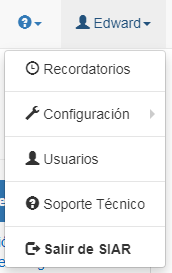 Edward
Recordatorios
Configuración
Usuarios
Soporte Técnico
Salir de SIAR